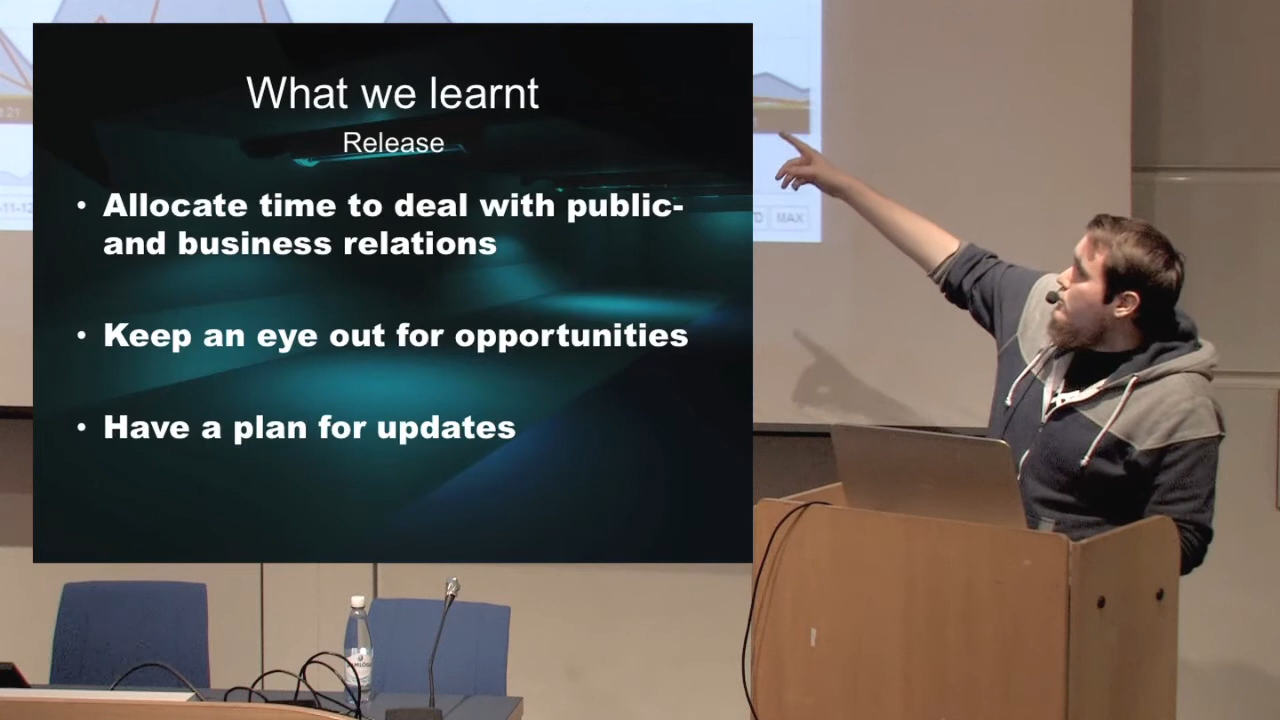 What we learnt
Release
• Allocate time to deal with public-
and business relations
• Keep an eye out for opportunities
• Have a plan for updates
MAX